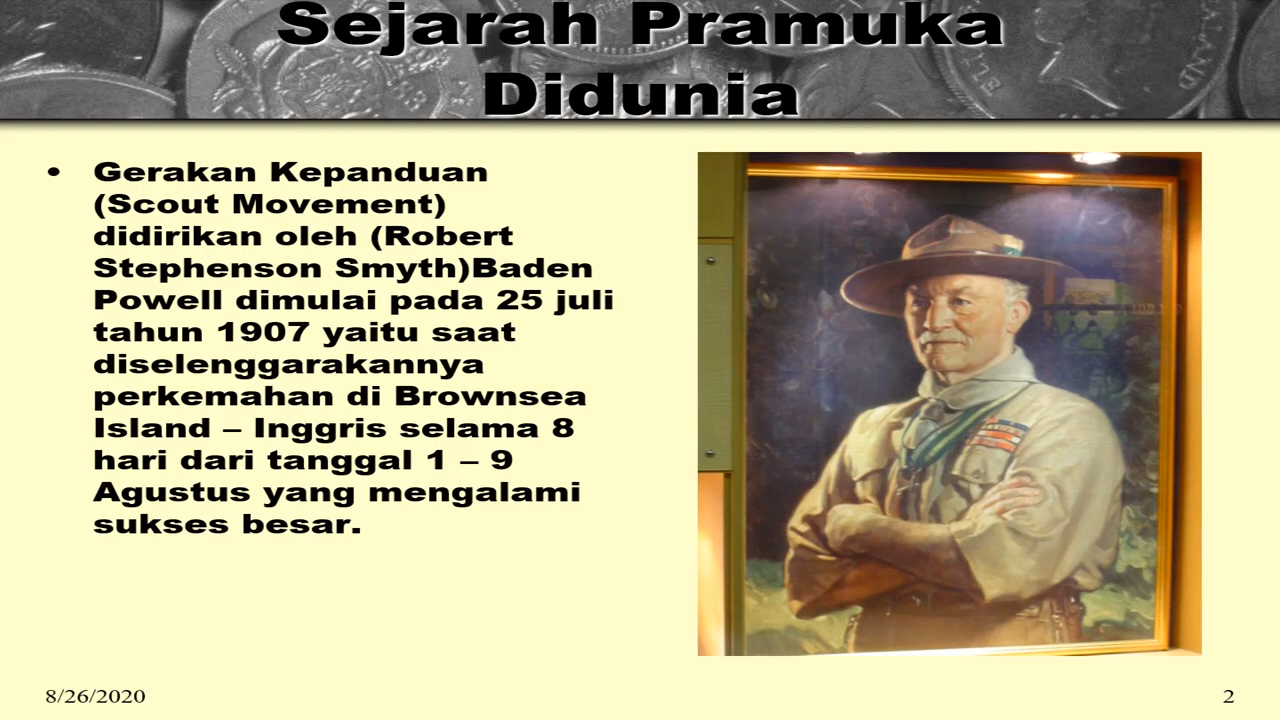 Sejarah Pramuka
Didunia
• Gerakan Kepanduan
(Scout Movement)
didirikan oleh (Robert
Stephenson Smyth)Baden
Powell dimulai pada 25 juli
tahun 1907 yaitu saat
diselenggarakannya
perkemahan di Brownsea
Island – Inggris selama 8
hari dari tanggal 1 – 9
Agustus yang mengalami
sukses besar.
8/26/2020
2